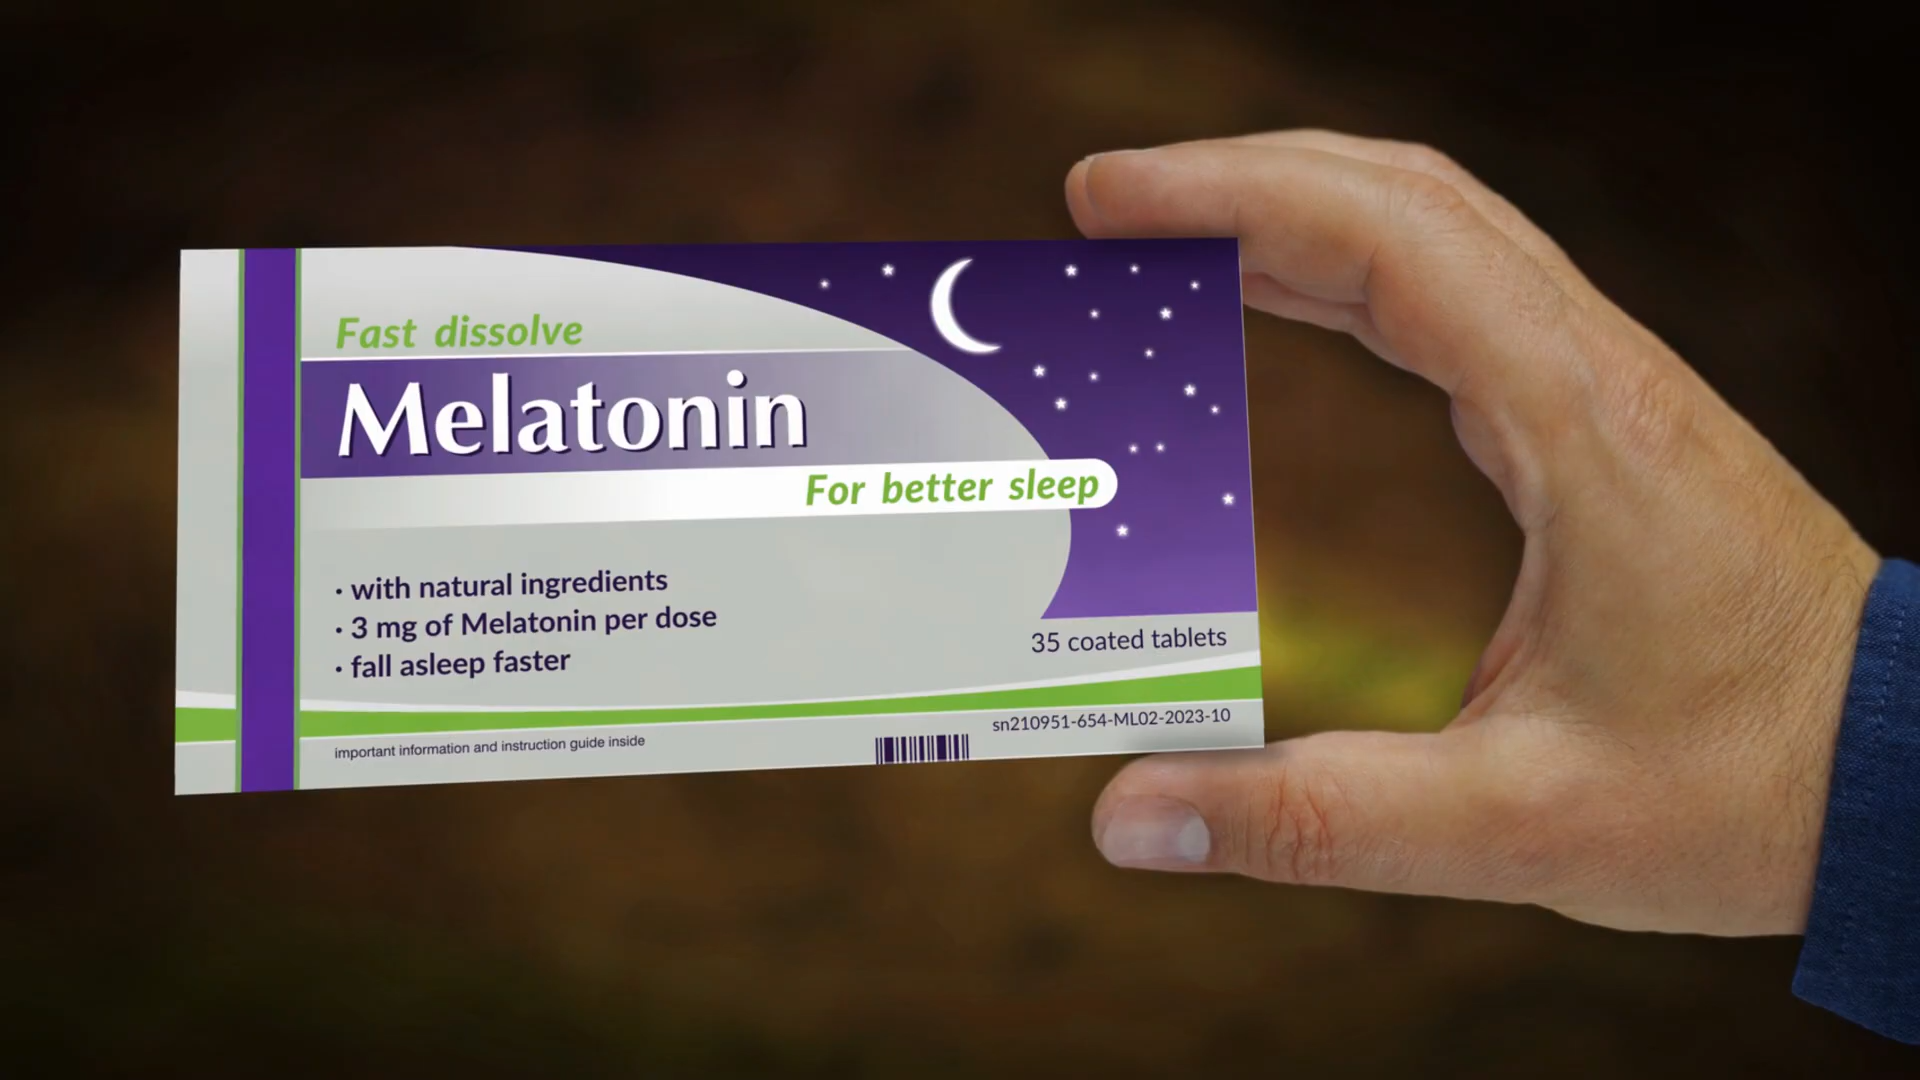 Fast dissolve
Melatonin
For better sleep
· with natural ingredients
· 3 mg of Melatonin per dose
· fall asleep faster
35 coated tablets
sn210951-654-ML02-2023-10
important information and instruction guide inside